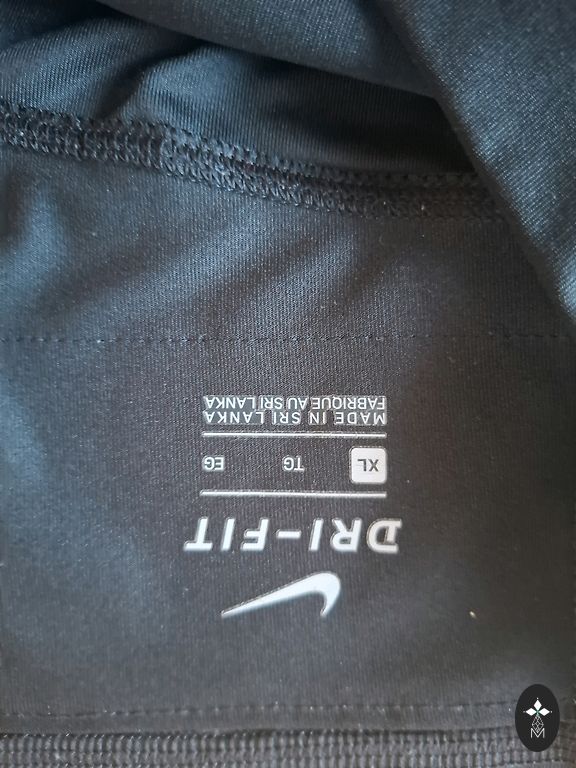 DRI-FIT
XL TG EG
MADE IN SRI LANKA
FABRIQUE AU SRI LANKA
M